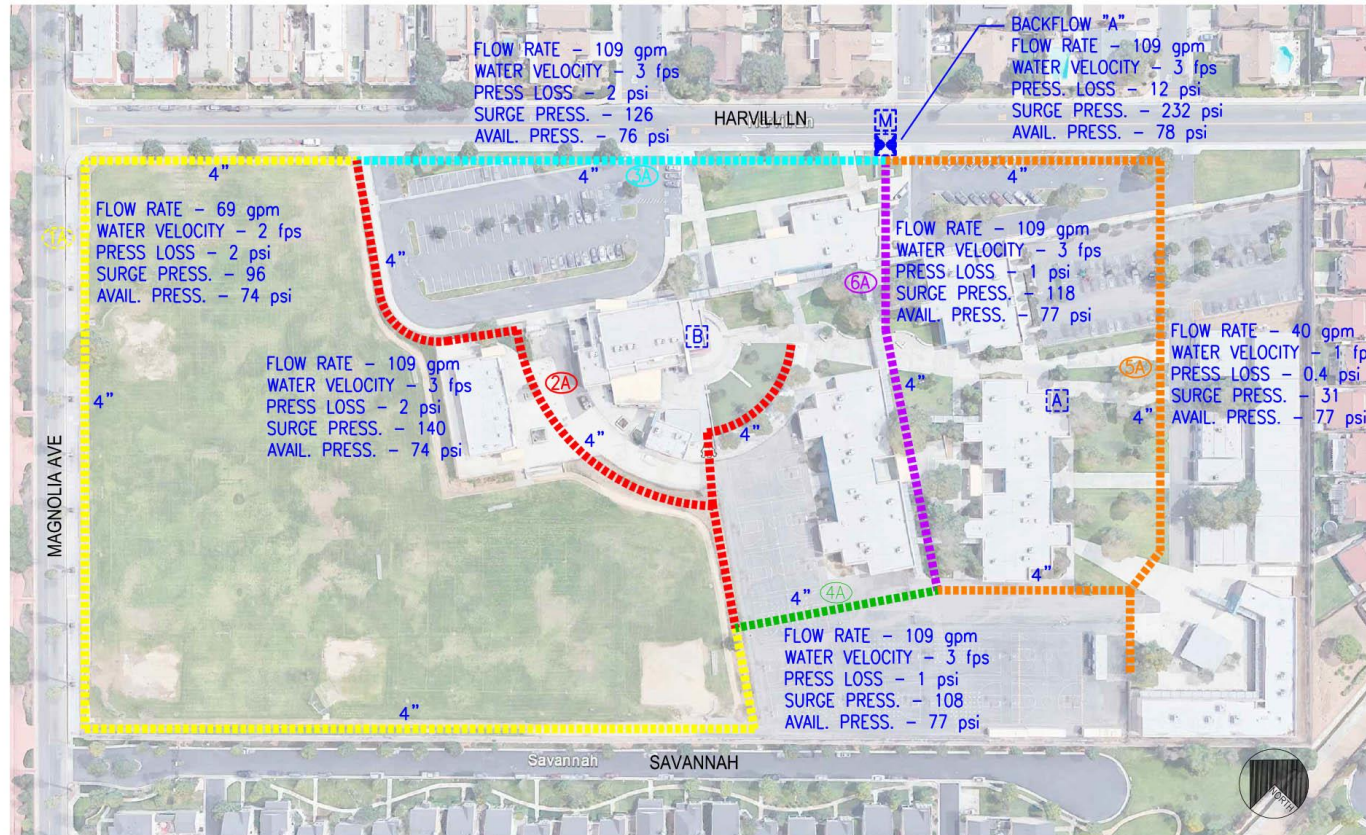 BACKFLOW "A"
FLOW RATE – 109 gpm
WATER VELOCITY – 3 fps
PRESS. LOSS – 12 psi
SURGE PRESS. – 232 psi
AVAIL. PRESS. – 78 psi
FLOW RATE – 109 gpm
WATER VELOCITY – 3 fps
PRESS LOSS – 2 psi
SURGE PRESS. – 126
AVAIL. PRESS. – 76 psi
HARVILL LN
M
4"
4"
3A
4"
FLOW RATE – 69 gpm
WATER VELOCITY – 2 fps
PRESS LOSS – 2 psi
SURGE PRESS. – 96
AVAIL. PRESS. – 74 psi
4"
FLOW RATE – 109 gpm
WATER VELOCITY – 3 fps
PRESS LOSS – 1 psi
SURGE PRESS. – 118
AVAIL. PRESS. – 77 psi
6A
B
FLOW RATE – 109 gpm
WATER VELOCITY – 3 fps
PRESS LOSS – 2 psi
SURGE PRESS. – 140
AVAIL. PRESS. – 74 psi
2A
FLOW RATE – 40 gpm
WATER VELOCITY – 1 fp
PRESS LOSS – 0.4 psi
SURGE PRESS. – 31
AVAIL. PRESS. – 77 psi
5A
4"
4"
A
4"
4"
4"
MAGNOLIA AVE
4"
4"
4A
FLOW RATE – 109 gpm
WATER VELOCITY – 3 fps
PRESS LOSS – 1 psi
SURGE PRESS. – 108
AVAIL. PRESS. – 77 psi
4"
Savannah
SAVANNAH
NORTH